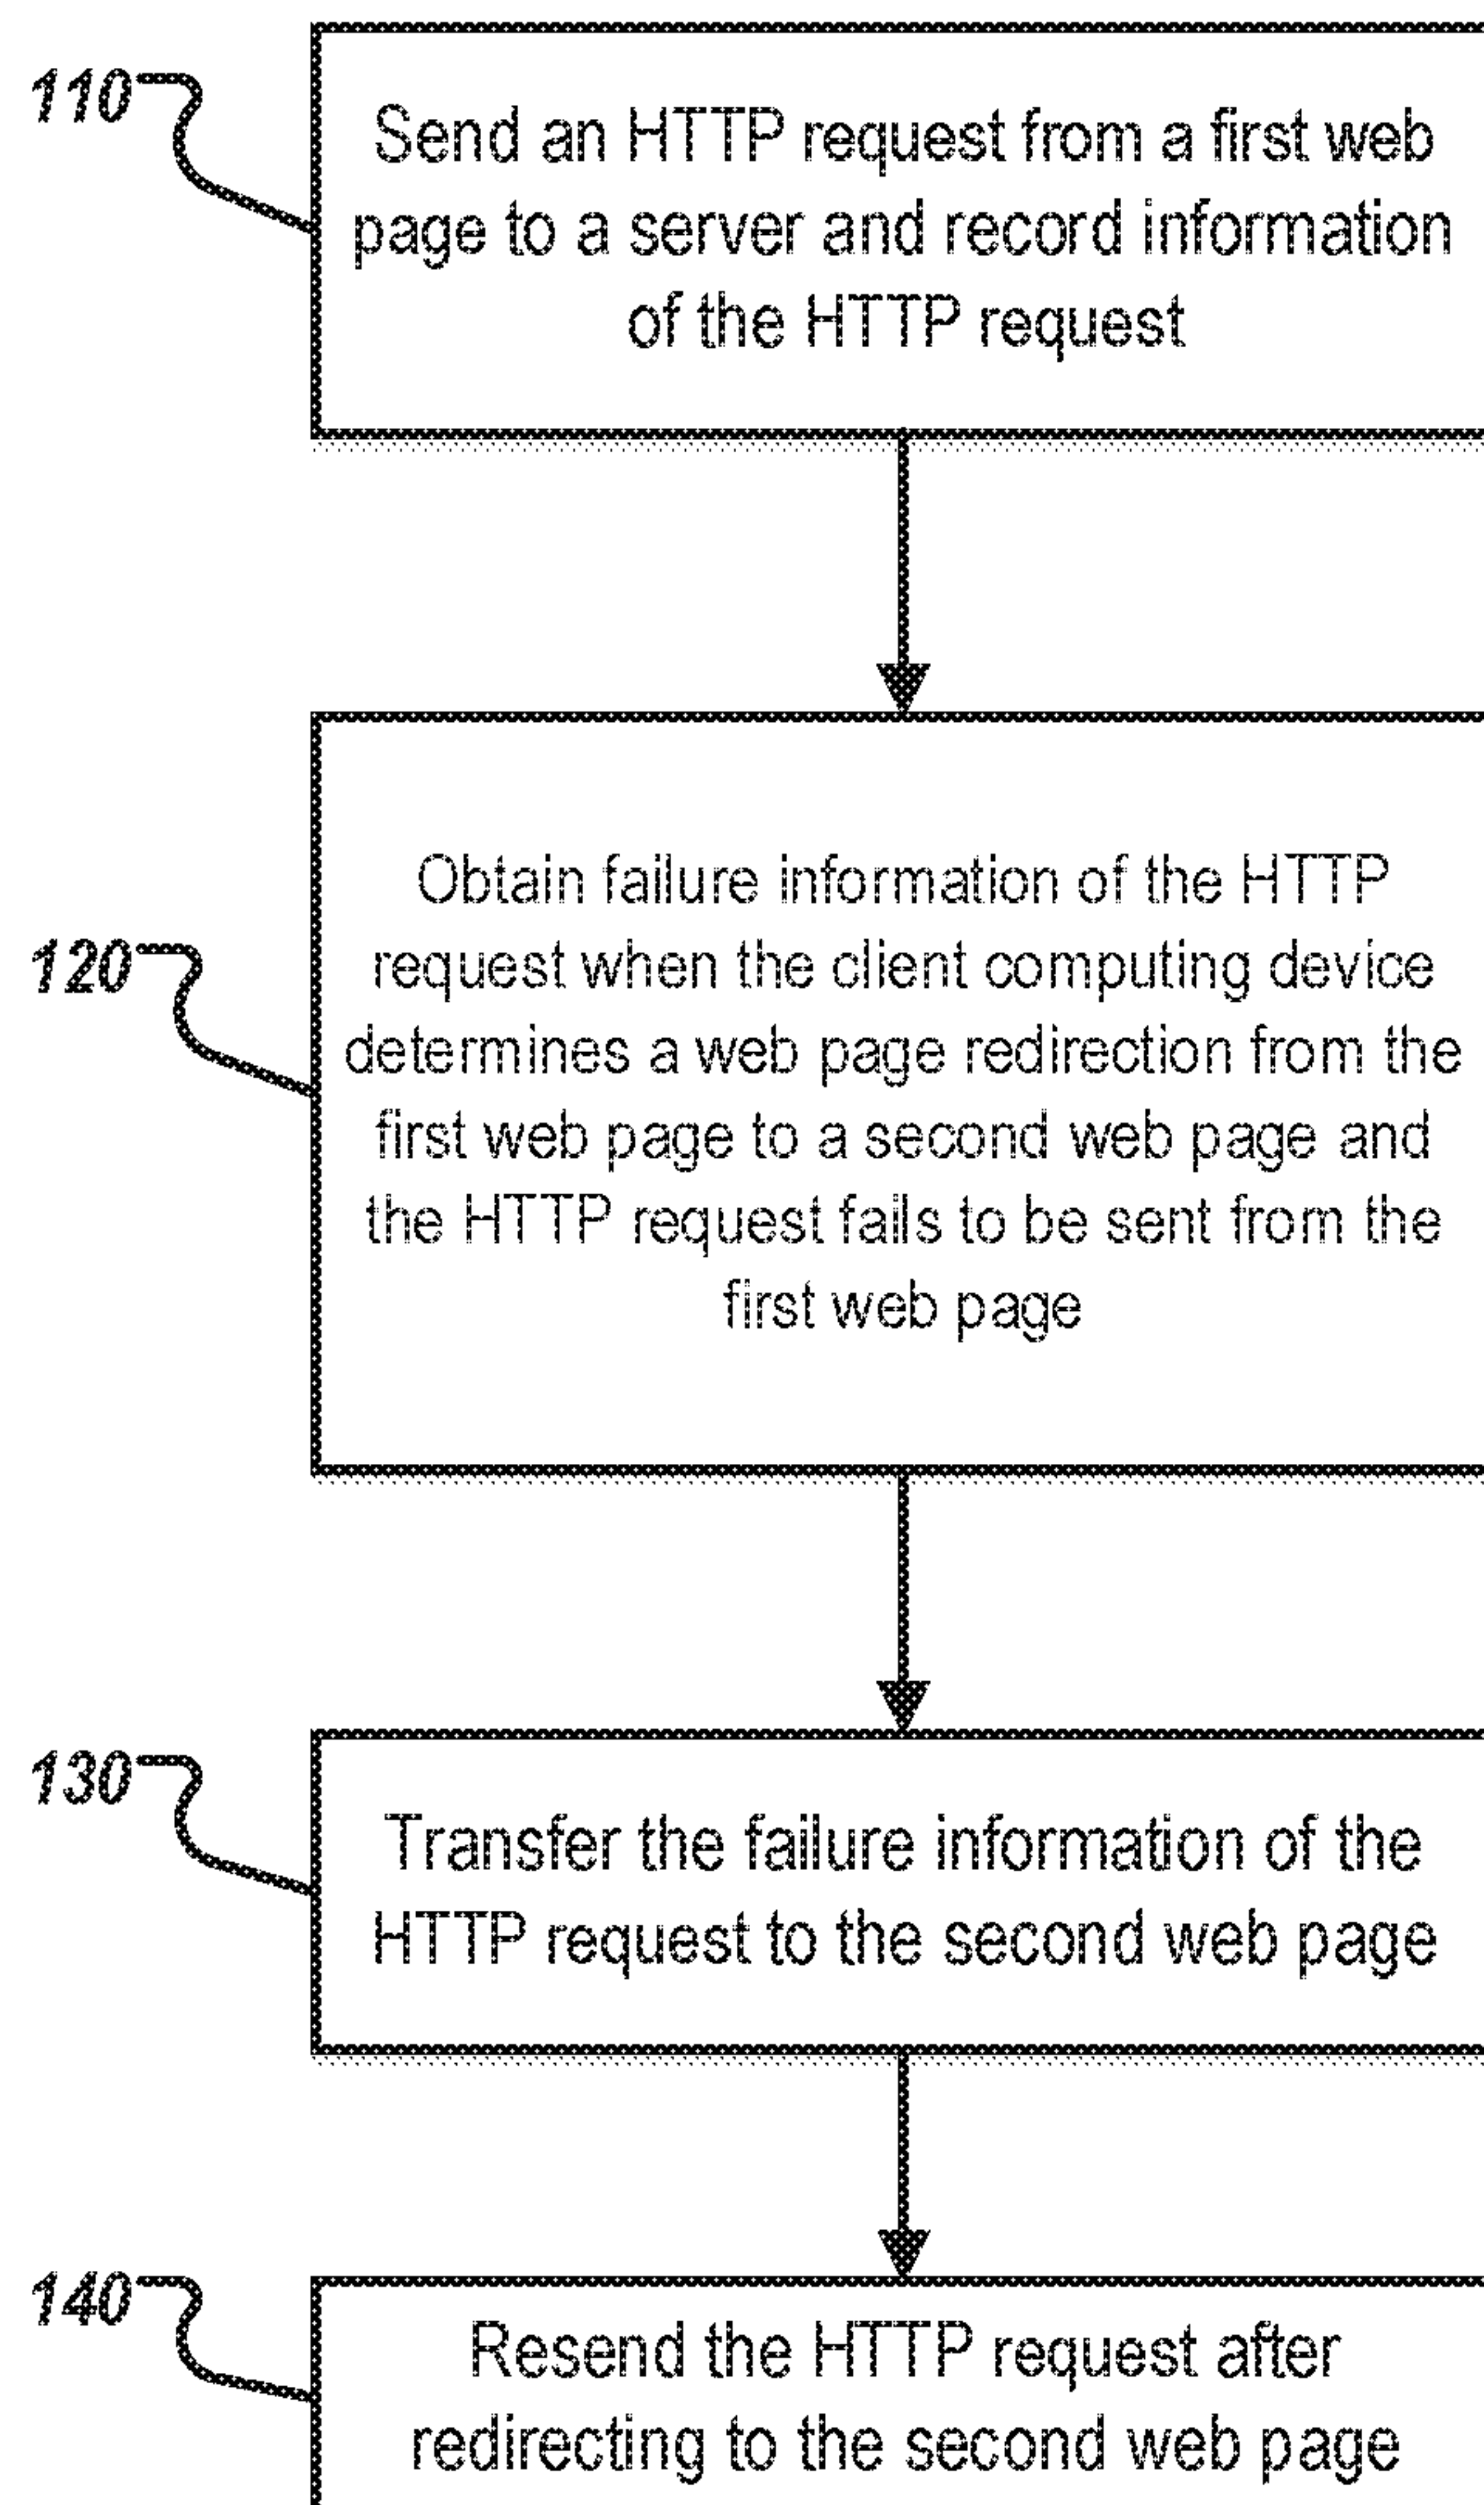 110
Send an HTTP request from a first web
page to a server and record information
of the HTTP request
120
Obtain failure information of the HTTP
request when the client computing device
determines a web page redirection from the
first web page to a second web page and
the HTTP request fails to be sent from the
first web page
130
Transfer the failure information of the
HTTP request to the second web page
140
Resend the HTTP request after
redirecting to the second web page